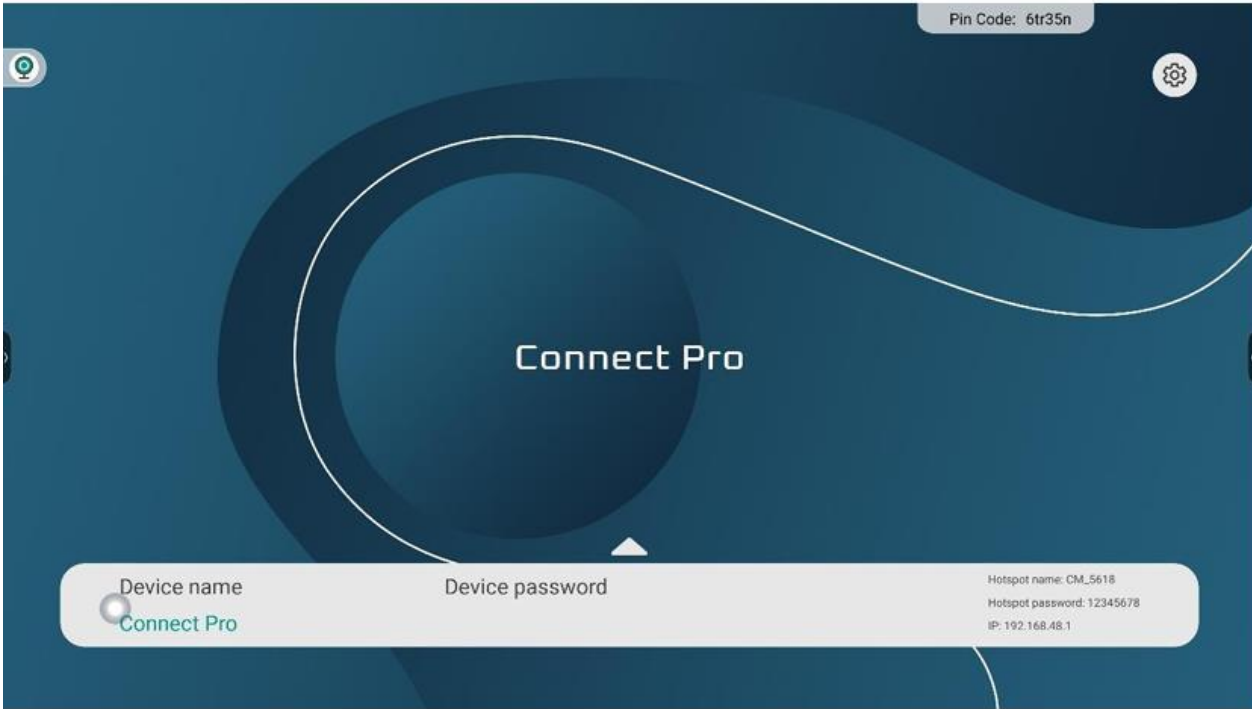 Pin Code: 6tr35n
Connect Pro
Device name
Device password
Connect Pro
Hotspot name: CM_5618
Hotspot password: 12345678
IP: 192.168.48.1